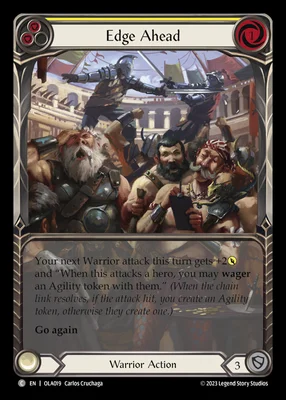 Edge Ahead
Your next Warrior attack this turn gets +2
and "When this attacks a hero, you may wager
an Agility token with them." (When the chain
link resolves, if the attack hit, you create an Agility
token, otherwise they create one.)
Go again
Warrior Action
3
C EN | OLA019 Carlos Cruchaga
© 2023 Legend Story Studios